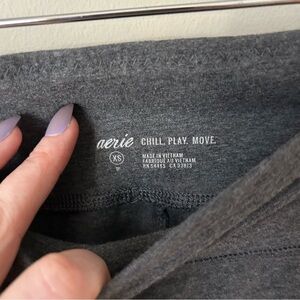 aerie CHILL. PLAY. MOVE.
XS
MADE IN VIETNAM
FABRIQUÉ AU VIETNAM